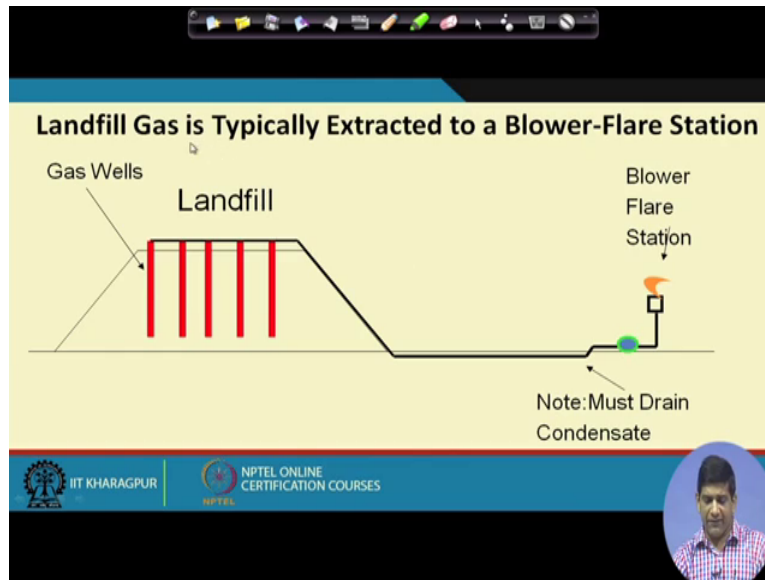 Landfill Gas is Typically Extracted to a Blower-Flare Station
Gas Wells
Landfill
Blower
Flare
Station
Note:Must Drain
Condensate
IIT KHARAGPUR
NPTEL
NPTEL ONLINE
CERTIFICATION COURSES